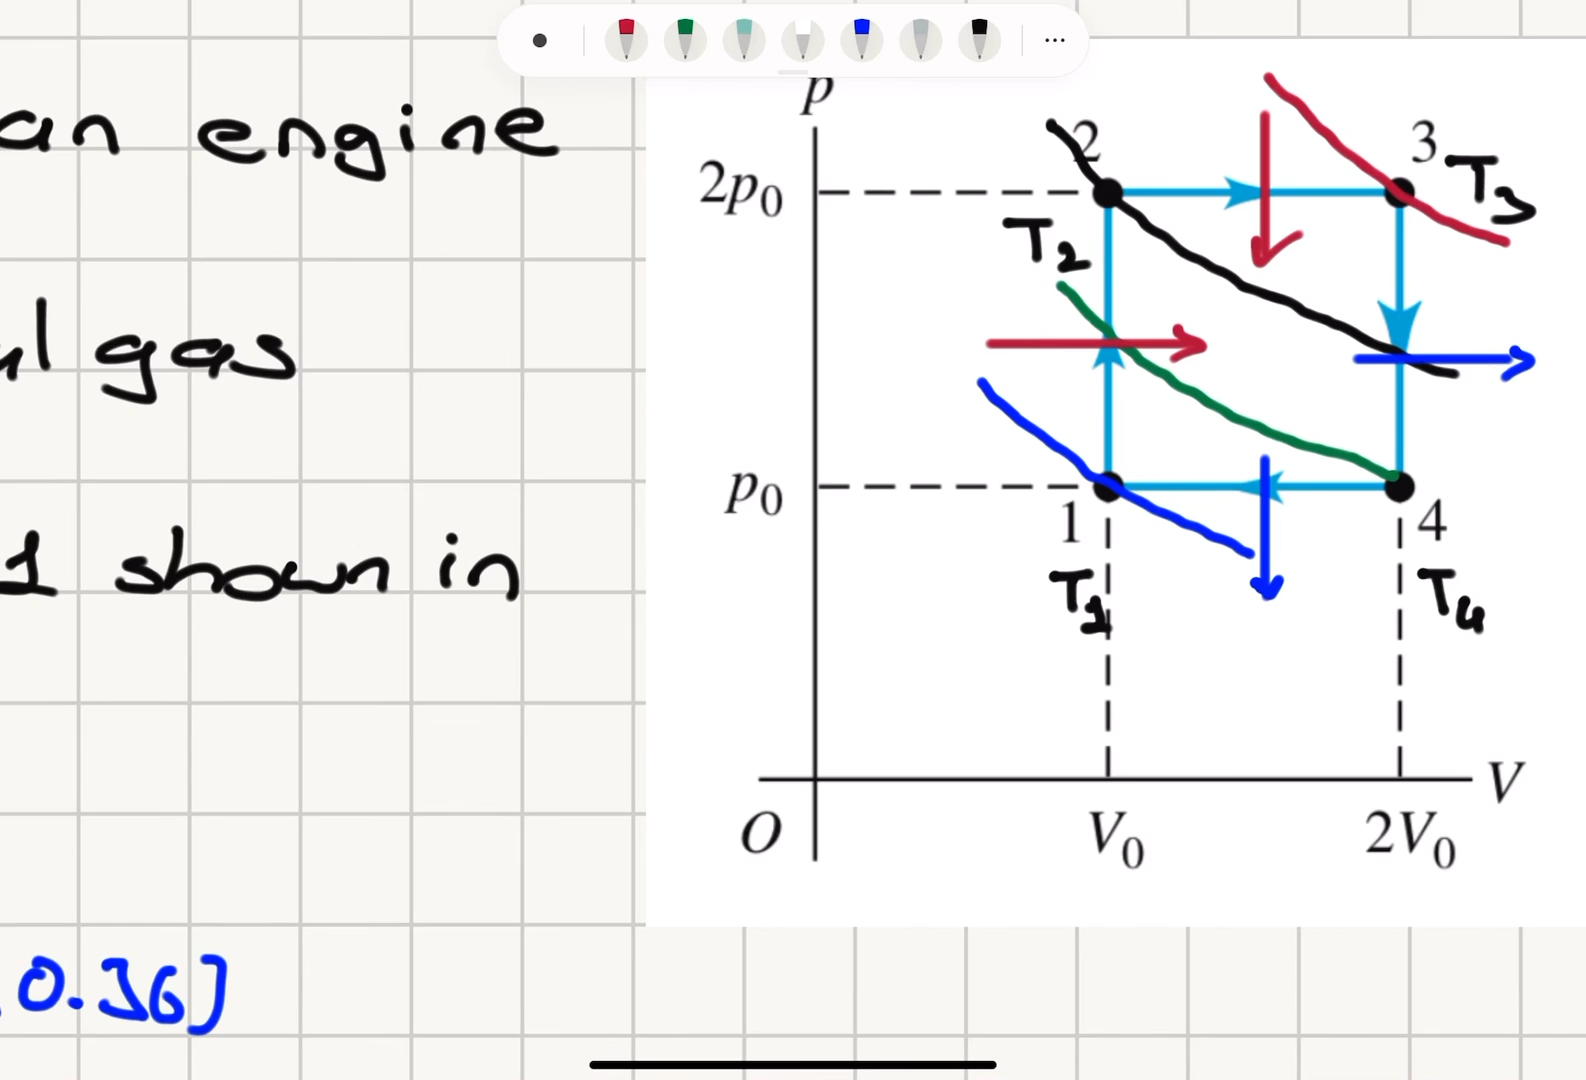 an engine
gas
1 shown in
0.36]
p
2
3
T3
2p0
T2
p0
1
4
T1
T4
V
O
V0
2V0